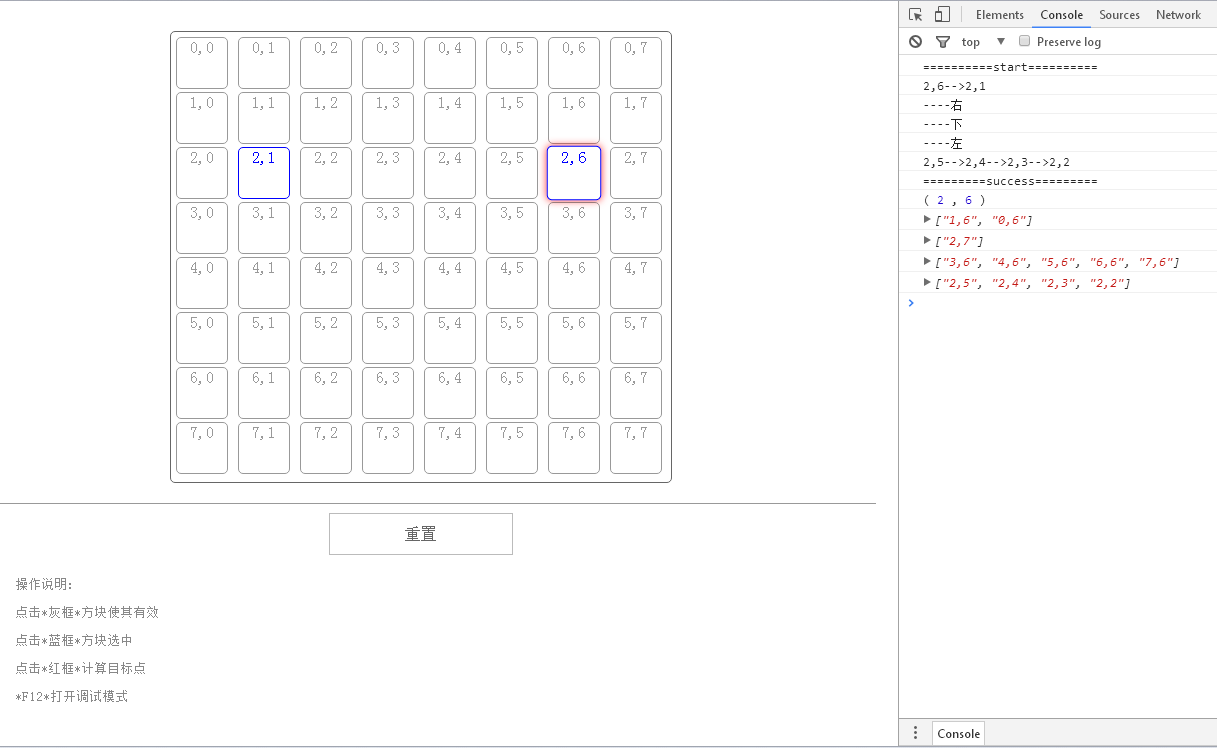 0,0 0,1 0,2 0,3 0,4 0,5 0,6 0,7
1,0 1,1 1,2 1,3 1,4 1,5 1,6 1,7
2,0 2,1 2,2 2,3 2,4 2,5 2,6 2,7
3,0 3,1 3,2 3,3 3,4 3,5 3,6 3,7
4,0 4,1 4,2 4,3 4,4 4,5 4,6 4,7
5,0 5,1 5,2 5,3 5,4 5,5 5,6 5,7
6,0 6,1 6,2 6,3 6,4 6,5 6,6 6,7
7,0 7,1 7,2 7,3 7,4 7,5 7,6 7,7
重置
操作说明:
点击*灰框*方块使其有效
点击*蓝框*方块选中
点击*红框*计算目标点
*F12*打开调试模式
Elements Console Sources Network
top Preserve log
==========start==========
2,6-->2,1
----右
----下
----左
2,5-->2,4-->2,3-->2,2
=========success=========
( 2 , 6 )
["1,6", "0,6"]
["2,7"]
["3,6", "4,6", "5,6", "6,6", "7,6"]
["2,5", "2,4", "2,3", "2,2"]
Console